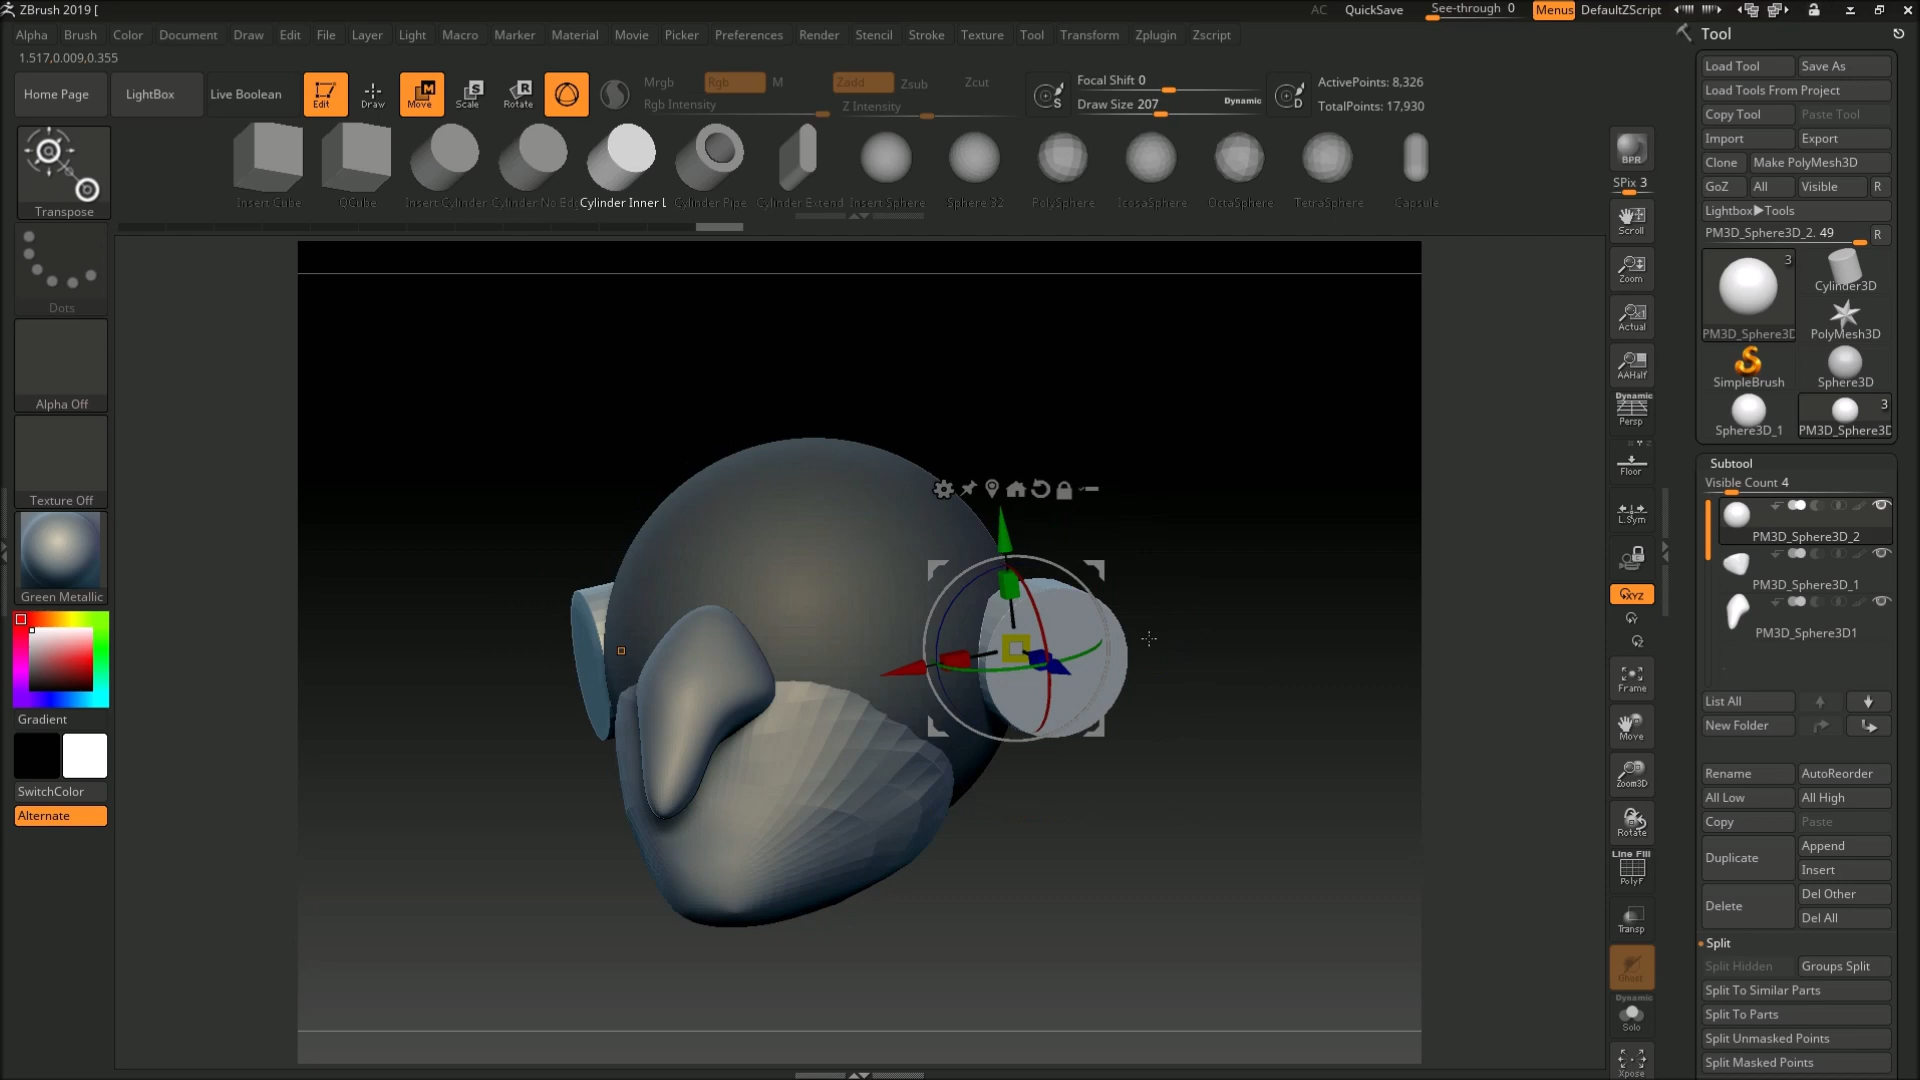 ZBrush 2019 [
AC QuickSave See-through 0 Menus DefaultZScript
Alpha Brush Color Document Draw Edit File Layer Light Macro Marker Material Movie Picker Preferences Render Stencil Stroke Texture Tool Transform Zplugin Zscript
1.517,0.009,0.355
Home Page LightBox Live Boolean Edit Draw Move Scale Rotate
Mrgb Rgb M Zadd Zsub Zcut
Rgb Intensity Z Intensity
Focal Shift 0
Draw Size 207 Dynamic
S D
ActivePoints: 8,326
TotalPoints: 17,930
Insert Cube QCube Insert Cylinder Cylinder No Edg Cylinder Inner L Cylinder Pipe Cylinder Extend Insert Sphere Sphere 32 PolySphere IcosaSphere OctaSphere TetraSphere Capsule
Transpose
Dots
Alpha Off
Texture Off
Green Metallic
Gradient
SwitchColor
Alternate
BPR
SPix 3
Scroll
Zoom
Actual
AAHalf
Dynamic
Persp
Floor
L.Sym
XYZ
Frame
Move
Zoom3D
Rotate
Line Fill
PolyF
Transp
Ghost
Dynamic
Solo
Xpose
Tool
Load Tool Save As
Load Tools From Project
Copy Tool Paste Tool
Import Export
Clone Make PolyMesh3D
GoZ All Visible R
Lightbox▶Tools
PM3D_Sphere3D_2. 49 R
3
PM3D_Sphere3D Cylinder3D
PolyMesh3D
SimpleBrush Sphere3D
3
Sphere3D_1 PM3D_Sphere3D
Subtool
Visible Count 4
PM3D_Sphere3D_2
PM3D_Sphere3D_1
PM3D_Sphere3D1
List All
New Folder
Rename AutoReorder
All Low All High
Copy Paste
Duplicate Append
Insert
Delete Del Other
Del All
Split
Split Hidden Groups Split
Split To Similar Parts
Split To Parts
Split Unmasked Points
Split Masked Points